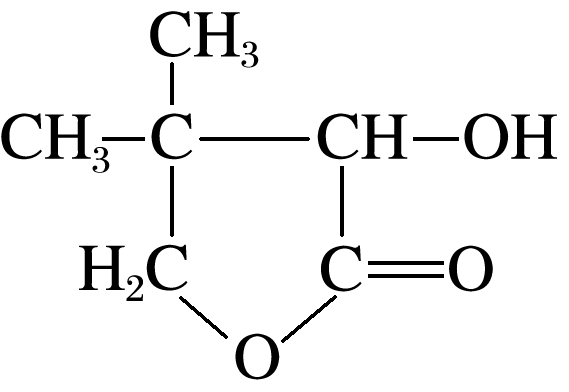 CH₃
CH₃—C—CH—OH
H₂C C=O
O